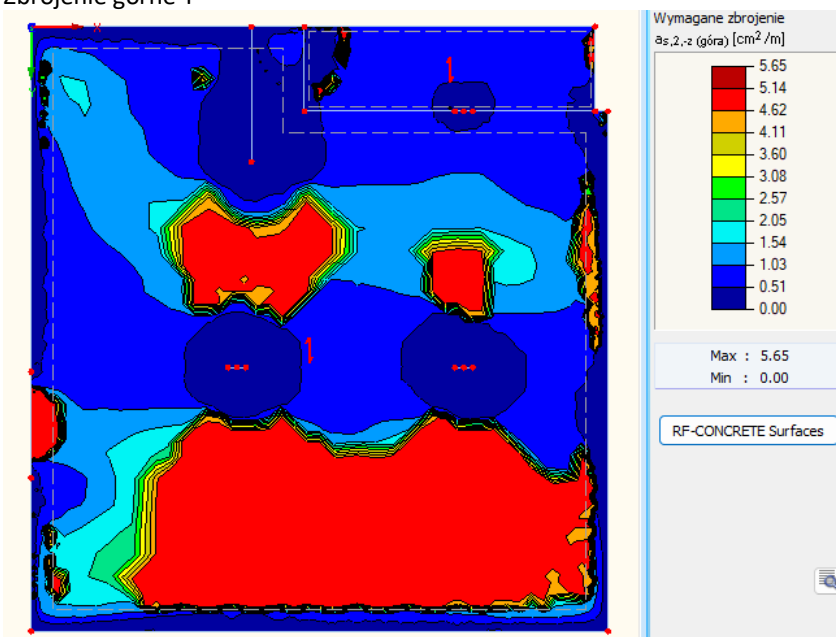 Zbrojenie górne Y
Wymagane zbrojenie
as,2,-z (góra) [cm²/m]
5.65
5.14
4.62
4.11
3.60
3.08
2.57
2.05
1.54
1.03
0.51
0.00
Max : 5.65
Min : 0.00
RF-CONCRETE Surfaces
X